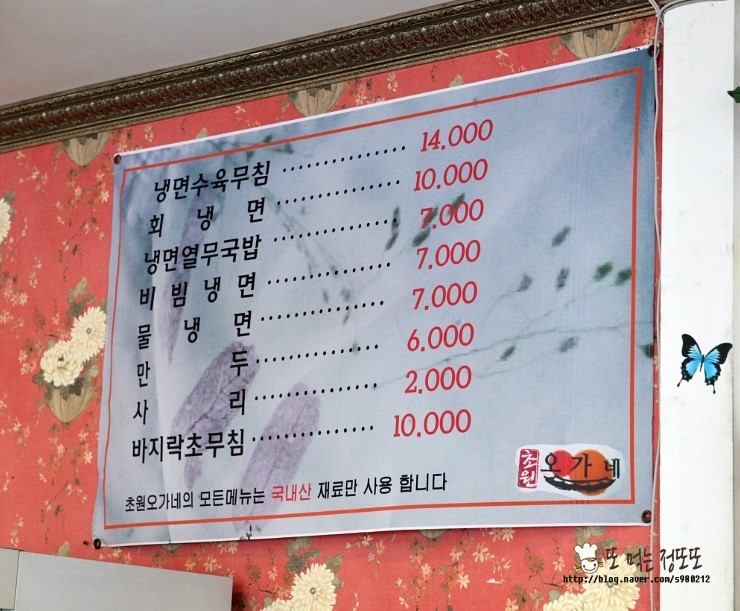 냉면수육무침 ‥‥‥‥‥‥ 14,000
회 냉 면 ‥‥‥‥‥‥ 10,000
냉면열무국밥 ‥‥‥‥‥‥ 7,000
비 빔 냉 면 ‥‥‥‥‥‥ 7,000
물 냉 면 ‥‥‥‥‥‥ 7,000
만 두 ‥‥‥‥‥‥ 6,000
사 리 ‥‥‥‥‥‥ 2,000
바지락초무침 ‥‥‥‥‥‥ 10,000
초원오가네의 모든메뉴는 국내산 재료만 사용 합니다
초원 오가네
또 먹는 정또또
http://blog.naver.com/s980212